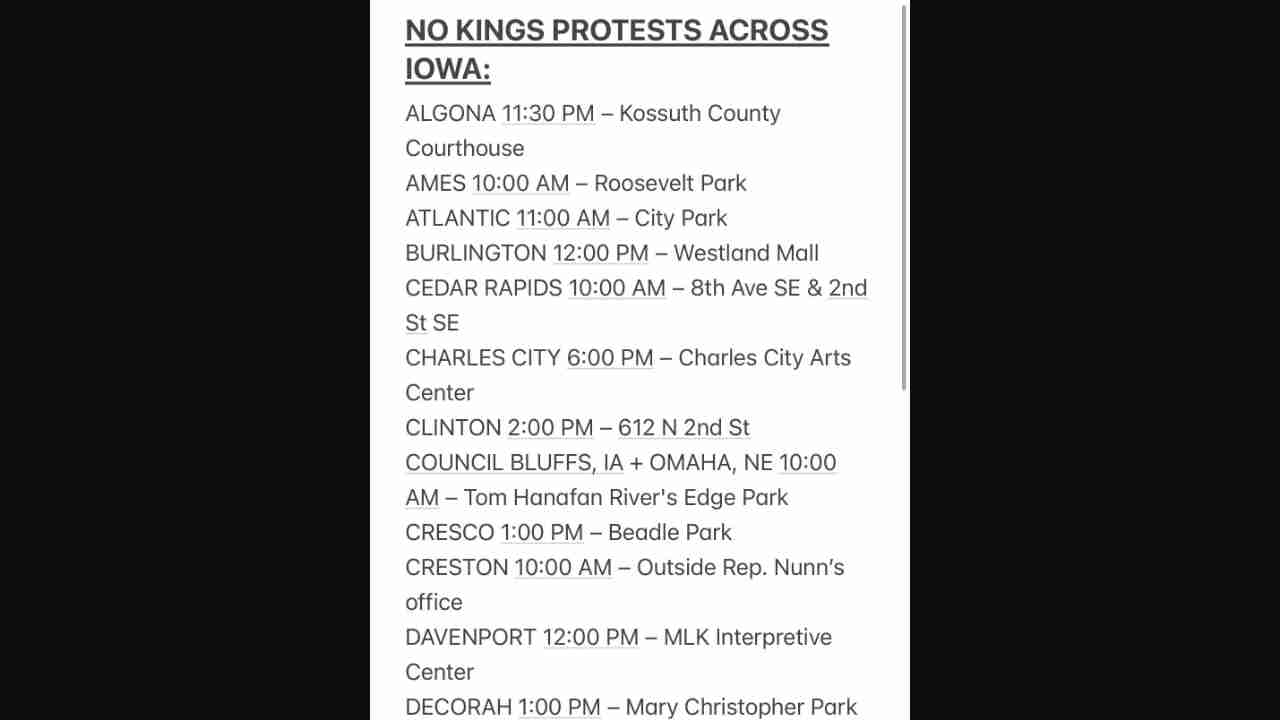 NO KINGS PROTESTS ACROSS
IOWA:
ALGONA 11:30 PM – Kossuth County
Courthouse
AMES 10:00 AM – Roosevelt Park
ATLANTIC 11:00 AM – City Park
BURLINGTON 12:00 PM – Westland Mall
CEDAR RAPIDS 10:00 AM – 8th Ave SE & 2nd
St SE
CHARLES CITY 6:00 PM – Charles City Arts
Center
CLINTON 2:00 PM – 612 N 2nd St
COUNCIL BLUFFS, IA + OMAHA, NE 10:00
AM – Tom Hanafan River's Edge Park
CRESCO 1:00 PM – Beadle Park
CRESTON 10:00 AM – Outside Rep. Nunn’s
office
DAVENPORT 12:00 PM – MLK Interpretive
Center
DECORAH 1:00 PM – Mary Christopher Park